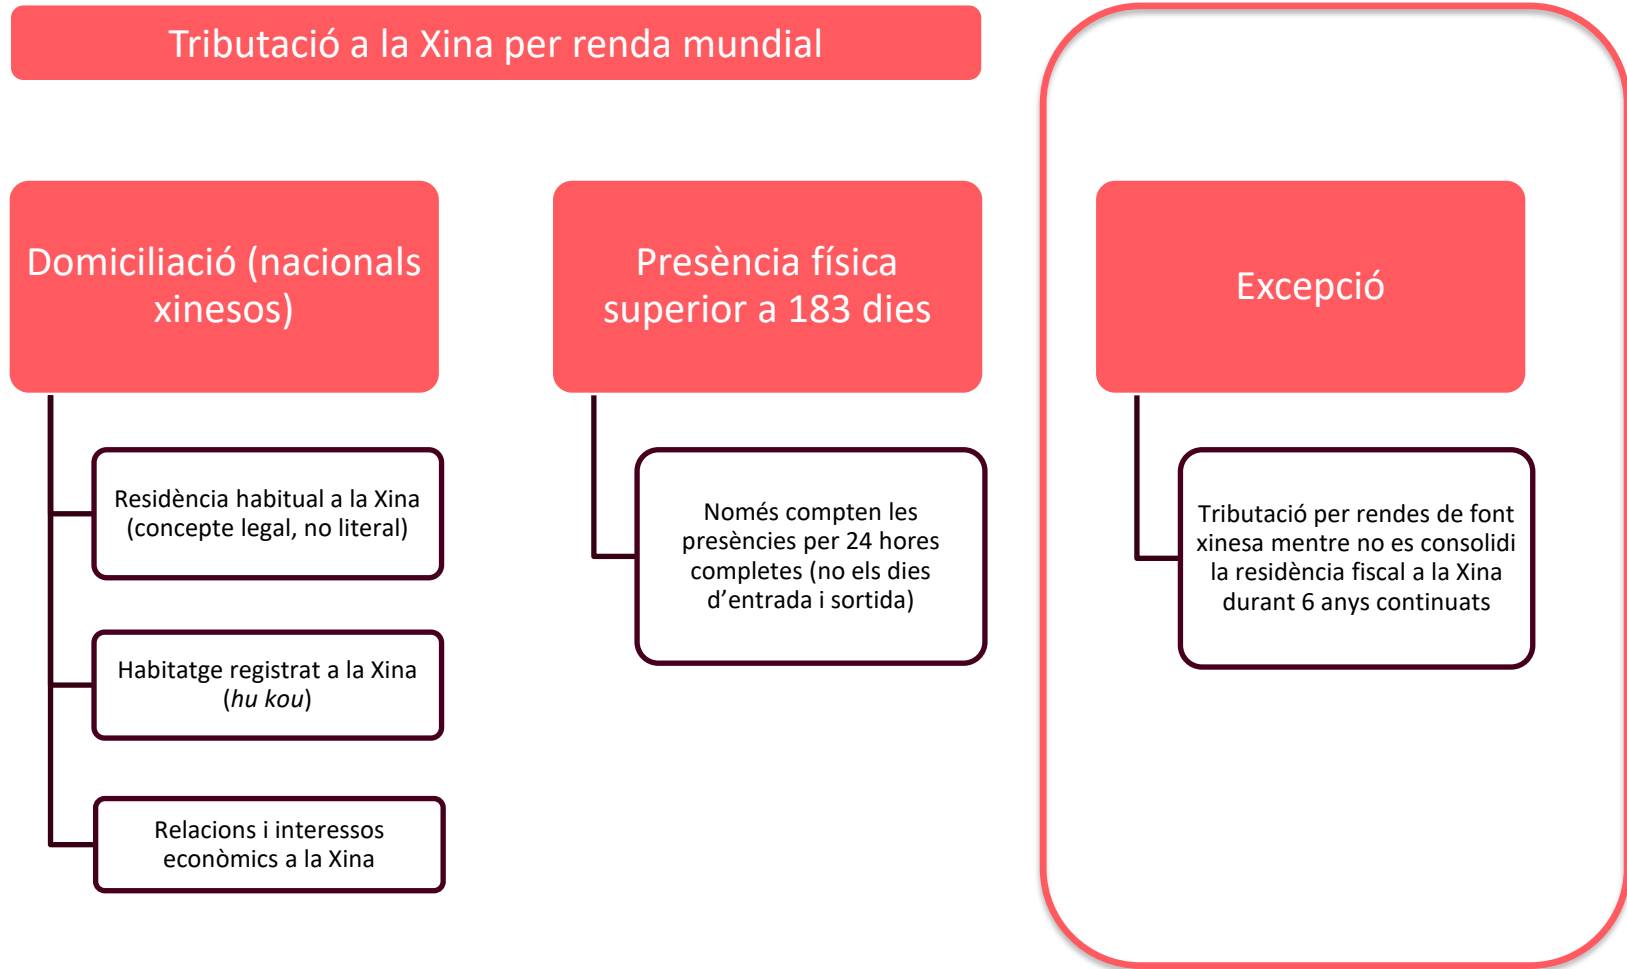 Tributació a la Xina per renda mundial
Domiciliació (nacionals
xinesos)
Residència habitual a la Xina
(concepte legal, no literal)
Habitatge registrat a la Xina
(hu kou)
Relacions i interessos
econòmics a la Xina
Presència física
superior a 183 dies
Només compten les
presències per 24 hores
completes (no els dies
d’entrada i sortida)
Excepció
Tributació per rendes de font
xinesa mentre no es consolidi
la residència fiscal a la Xina
durant 6 anys continuats